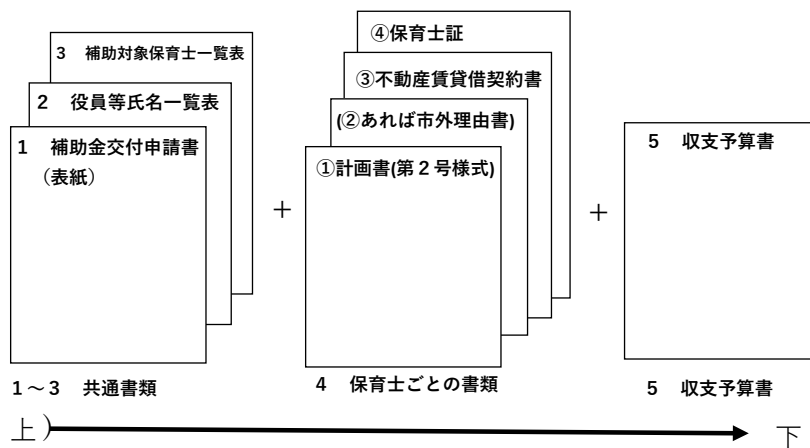 3 補助対象保育士一覧表
2 役員等氏名一覧表
1 補助金交付申請書
（表紙）
1～3 共通書類
+
④保育士証
③不動産賃貸借契約書
(②あれば市外理由書)
①計画書(第２号様式)
4 保育士ごとの書類
+
5 収支予算書
5 収支予算書
上）
下